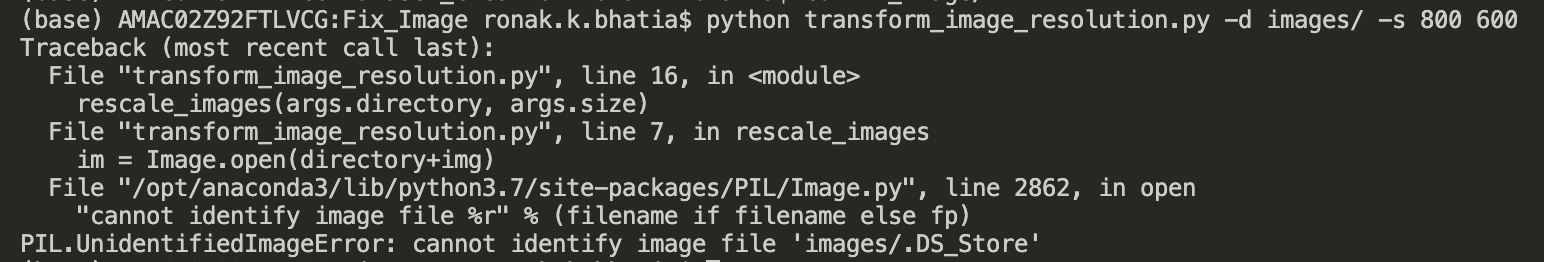 (base) AMAC02Z92FTLVCG:Fix_Image ronak.k.bhatia$ python transform_image_resolution.py -d images/ -s 800 600
Traceback (most recent call last):
  File "transform_image_resolution.py", line 16, in <module>
    rescale_images(args.directory, args.size)
  File "transform_image_resolution.py", line 7, in rescale_images
    im = Image.open(directory+img)
  File "/opt/anaconda3/lib/python3.7/site-packages/PIL/Image.py", line 2862, in open
    "cannot identify image file %r" % (filename if filename else fp)
PIL.UnidentifiedImageError: cannot identify image file 'images/.DS_Store'